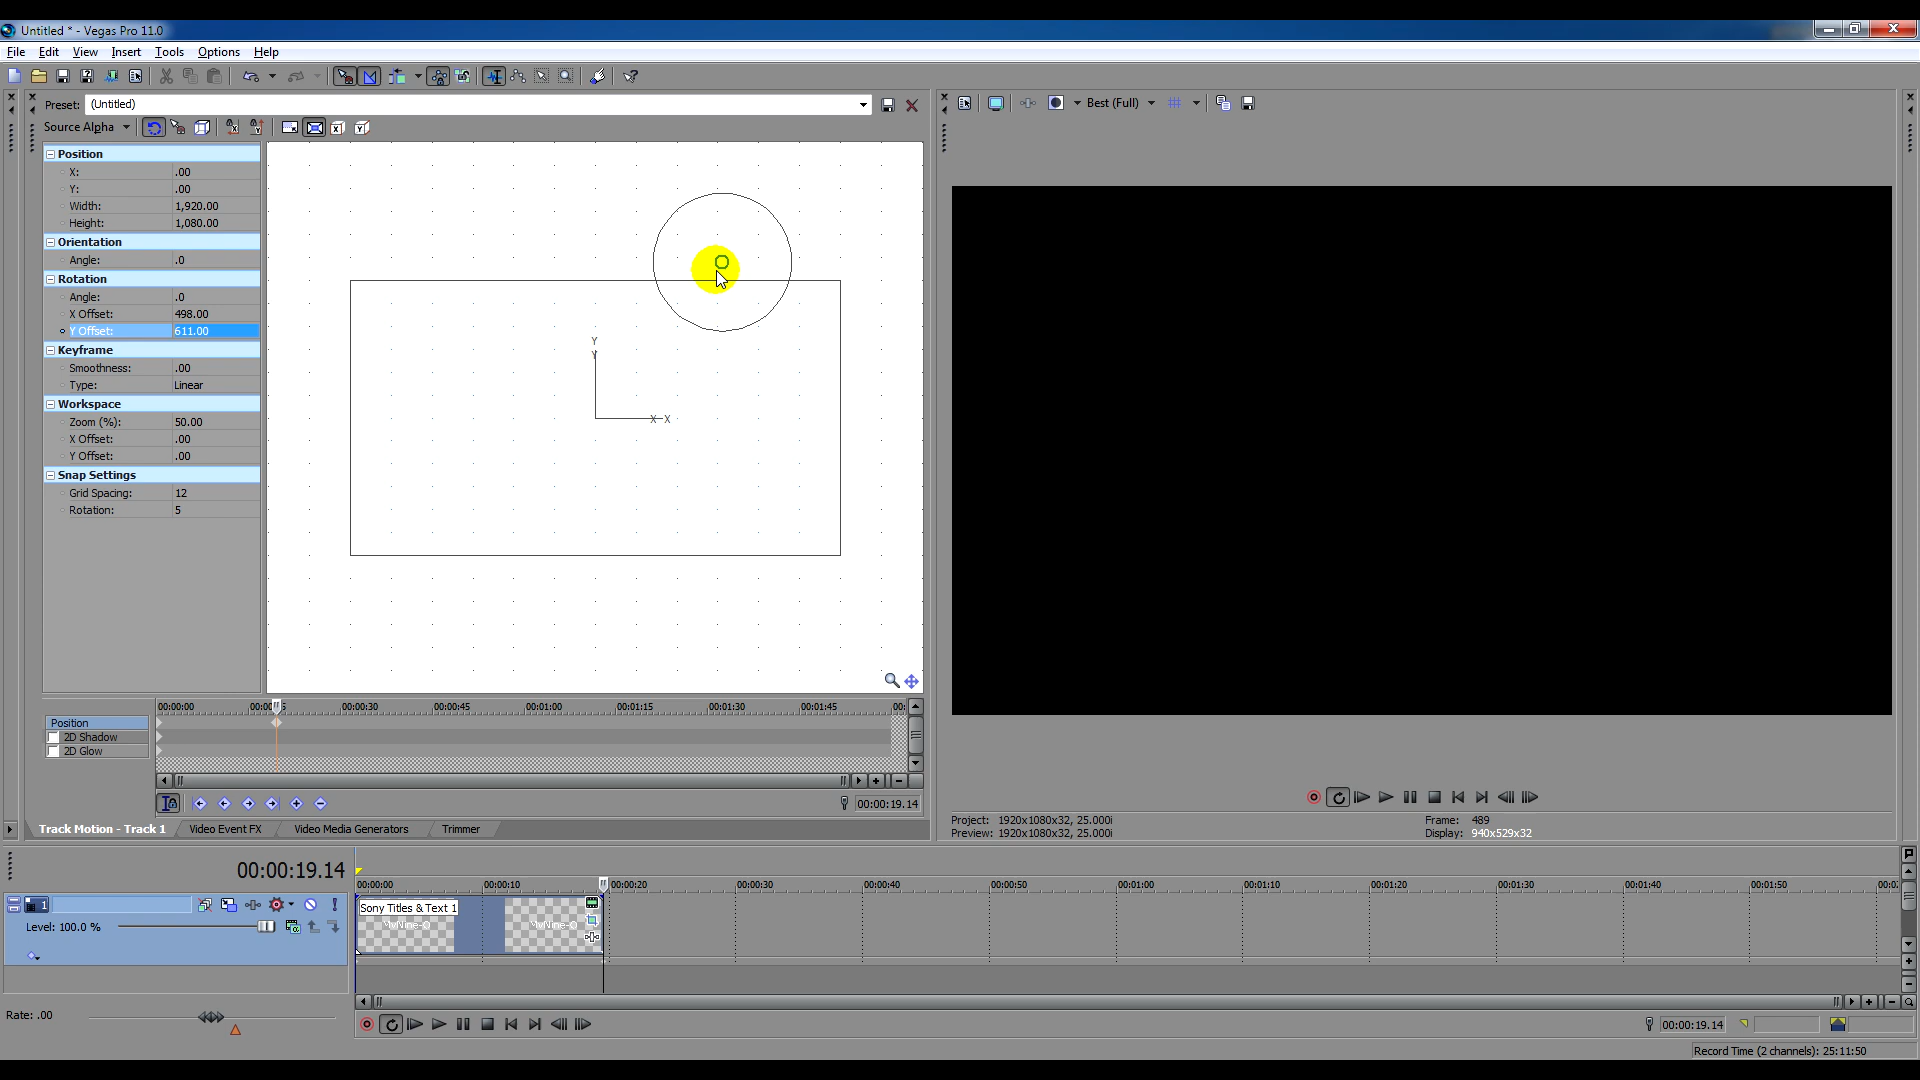 Untitled * - Vegas Pro 11.0
File Edit View Insert Tools Options Help
Preset: (Untitled)
Source Alpha
Best (Full)
Position
X: .00
Y: .00
Width: 1,920.00
Height: 1,080.00
Orientation
Angle: .0
Rotation
Angle: .0
X Offset: 498.00
Y Offset: 611.00
Keyframe
Smoothness: .00
Type: Linear
Workspace
Zoom (%): 50.00
X Offset: .00
Y Offset: .00
Snap Settings
Grid Spacing: 12
Rotation: 5
Y
Y
X X
00:00:00 00:00:30 00:00:45 00:01:00 00:01:15 00:01:30 00:01:45 00:
Position
2D Shadow
2D Glow
00:00:19.14
Track Motion - Track 1 Video Event FX Video Media Generators Trimmer
Project: 1920x1080x32, 25.000i
Preview: 1920x1080x32, 25.000i
Frame: 489
Display: 940x529x32
00:00:19.14
00:00:00 00:00:10 00:00:20 00:00:30 00:00:40 00:00:50 00:01:00 00:01:10 00:01:20 00:01:30 00:01:40 00:01:50 00:0
1
Level: 100.0 %
Sony Titles & Text 1
Rate: .00
00:00:19.14
Record Time (2 channels): 25:11:50